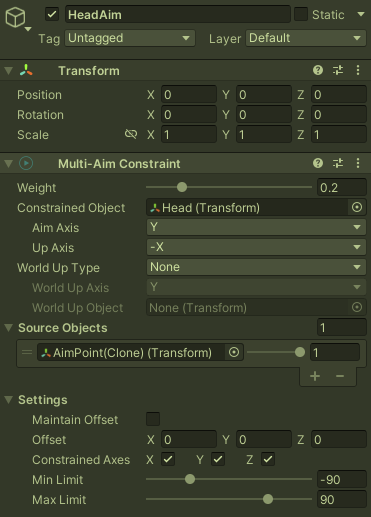 HeadAim Static
Tag Untagged Layer Default
Transform
Position X 0 Y 0 Z 0
Rotation X 0 Y 0 Z 0
Scale X 1 Y 1 Z 1
Multi-Aim Constraint
Weight 0.2
Constrained Object Head (Transform)
Aim Axis Y
Up Axis -X
World Up Type None
World Up Axis Y
World Up Object None (Transform)
Source Objects 1
AimPoint(Clone) (Transform) 1
+ −
Settings
Maintain Offset
Offset X 0 Y 0 Z 0
Constrained Axes X Y Z
Min Limit -90
Max Limit 90